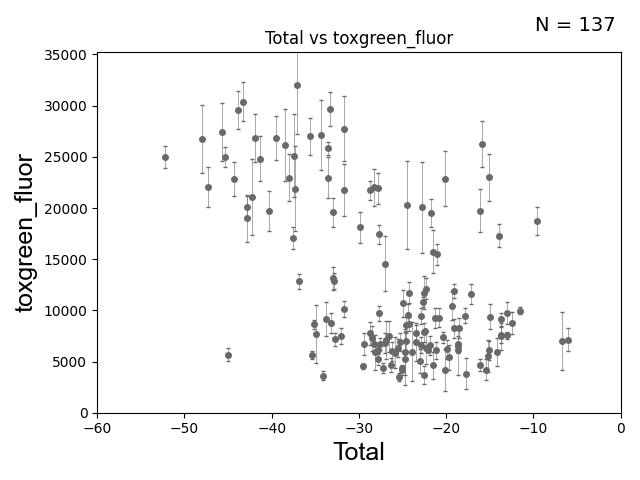 N = 137
Total vs toxgreen_fluor
toxgreen_fluor
35000
30000
25000
20000
15000
10000
5000
0
−60 −50 −40 −30 −20 −10 0
Total